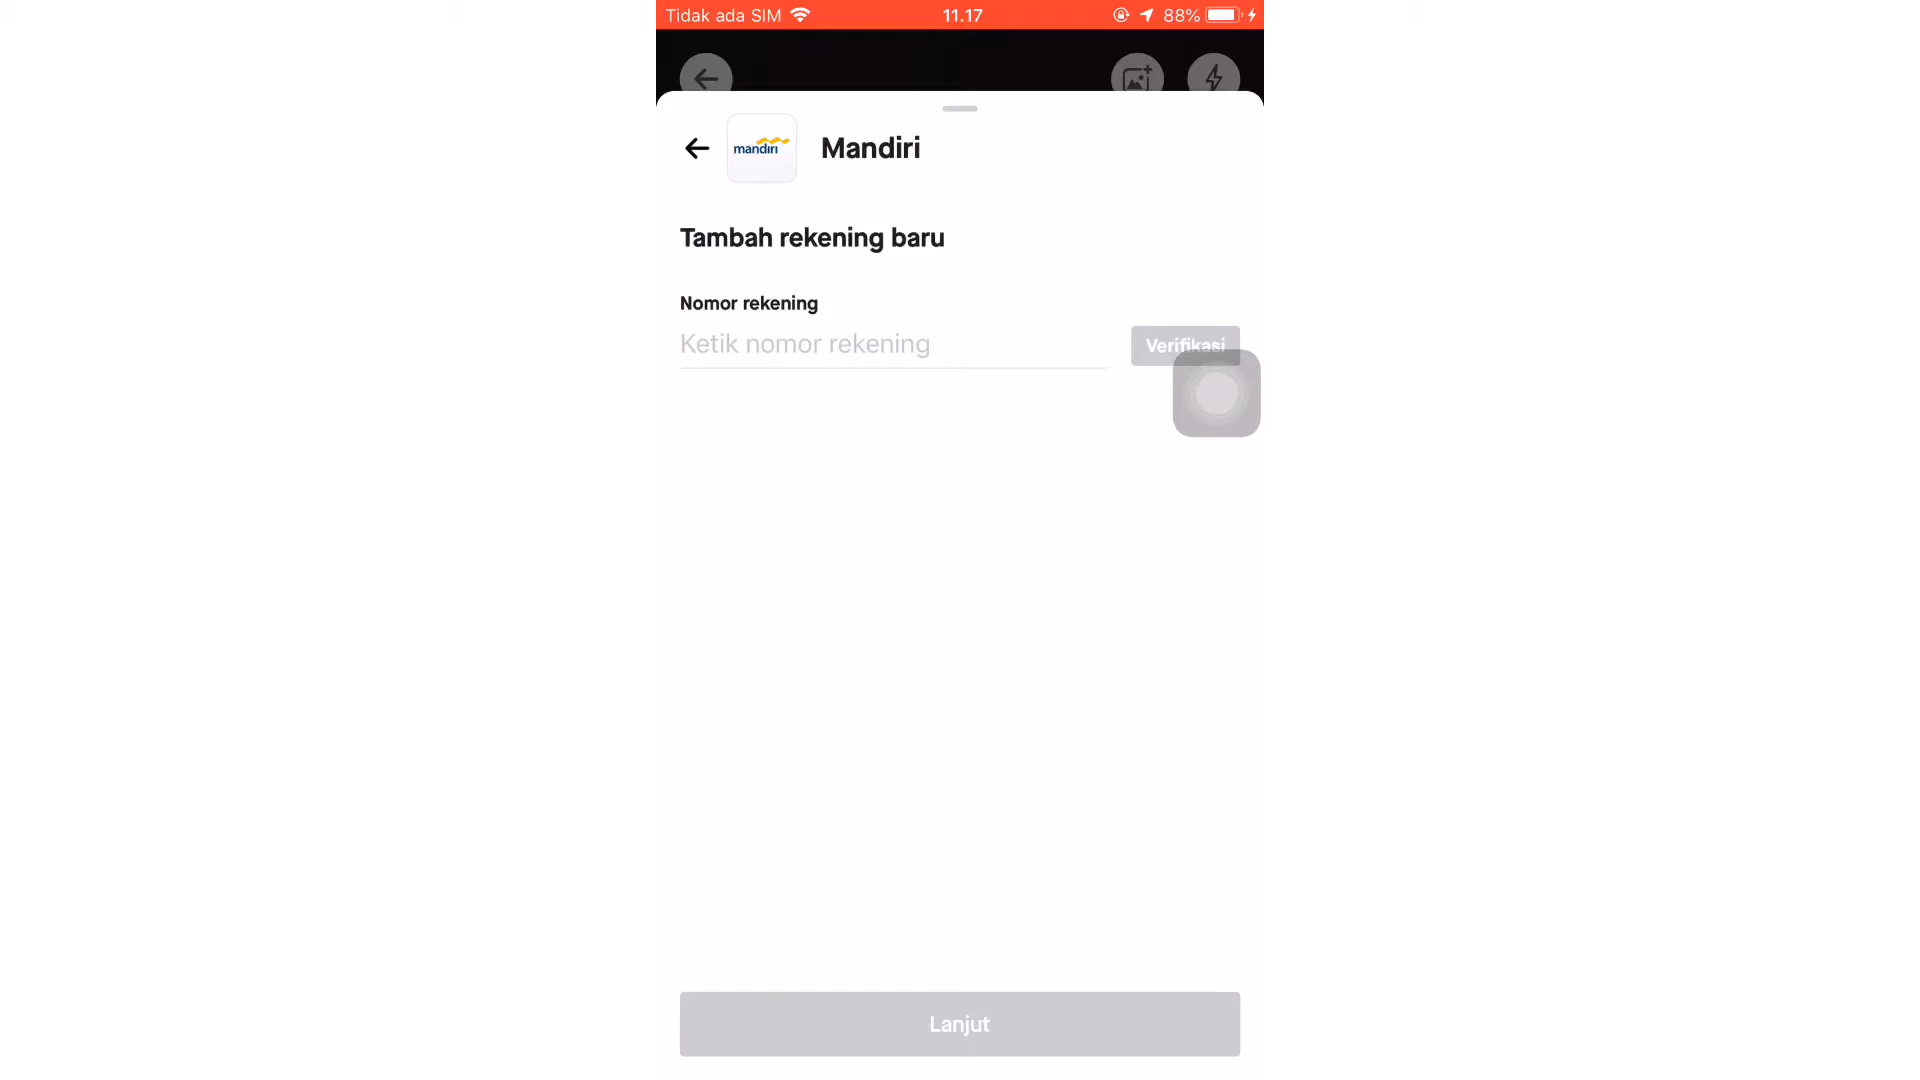 Tidak ada SIM 11.17 88%
mandiri Mandiri
Tambah rekening baru
Nomor rekening
Ketik nomor rekening Verifikasi
Lanjut